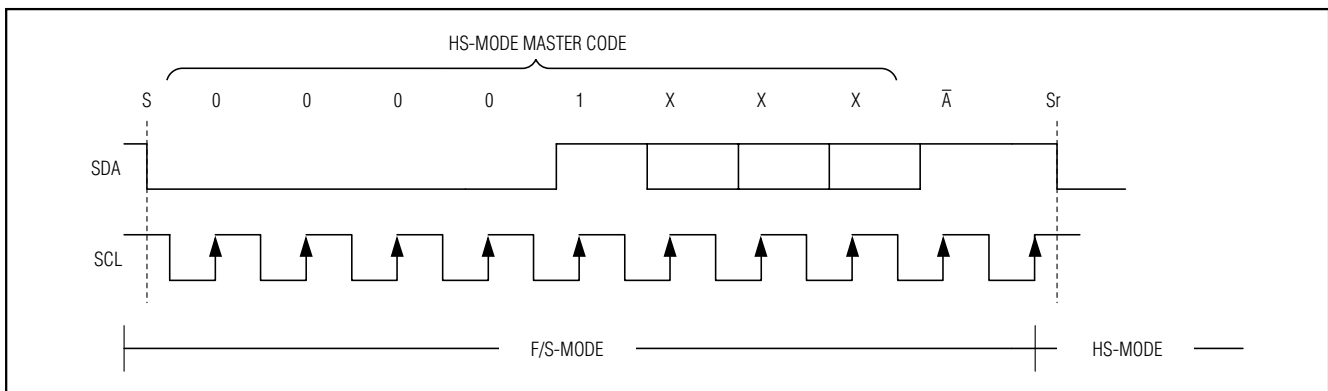 HS-MODE MASTER CODE
S 0 0 0 0 1 X X X A̅ Sr
SDA
SCL
F/S-MODE HS-MODE